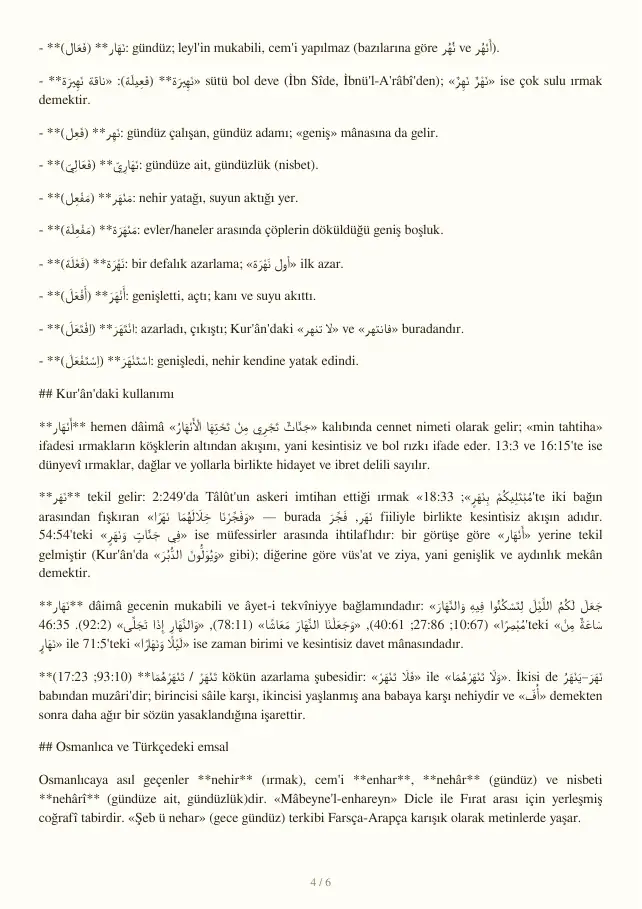 - **نَهَار** (فَعَال)**: gündüz; leyl'in mukabili, cem'i yapılmaz (bazılarına göre نُهُر ve أَنْهُر).
- **نَهِيرَة** (فَعِيلَة)**: «ناقة نَهِيرَة» sütü bol deve (İbn Sîde, İbnü'l-A'râbî'den); «نَهْرٌ نَهِرٌ» ise çok sulu ırmak
demektir.
- **نَهِر** (فَعِل)**: gündüz çalışan, gündüz adamı; «geniş» mânasına da gelir.
- **نَهَارِيّ** (فَعَالِيّ)**: gündüze ait, gündüzlük (nisbet).
- **مَنْهَر** (مَفْعِل)**: nehir yatağı, suyun aktığı yer.
- **مَنْهَرَة** (مَفْعِلَة)**: evler/haneler arasında çöplerin döküldüğü geniş boşluk.
- **نَهْرَة** (فَعْلَة)**: bir defalık azarlama; «أول نَهْرَة» ilk azar.
- **أَنْهَرَ** (أَفْعَلَ)**: genişletti, açtı; kanı ve suyu akıttı.
- **انْتَهَرَ** (اِفْتَعَلَ)**: azarladı, çıkıştı; Kur'ân'daki «لا تنهر» ve «فانتهر» buradandır.
- **اسْتَنْهَرَ** (اِسْتَفْعَلَ)**: genişledi, nehir kendine yatak edindi.
## Kur'ân'daki kullanımı
**أَنْهَار** hemen dâimâ «جَنَّاتٌ تَجْرِي مِنْ تَحْتِهَا الْأَنْهَارُ» kalıbında cennet nimeti olarak gelir; «min tahtiha»
ifadesi ırmakların köşklerin altından akışını, yani kesintisiz ve bol rızkı ifade eder. 13:3 ve 16:15'te ise
dünyevî ırmaklar, dağlar ve yollarla birlikte hidayet ve ibret delili sayılır.
**نَهَر** tekil gelir: 2:249'da Tâlût'un askeri imtihan ettiği ırmak «مُبْتَلِيكُمْ بِنَهَرٍ»; 18:33'te iki bağın
arasından fışkıran «وَفَجَّرْنَا خِلَالَهُمَا نَهَرًا» — burada نَهَر, فَجَّرَ fiiliyle birlikte kesintisiz akışın adıdır.
54:54'teki «فِي جَنَّاتٍ وَنَهَرٍ» ise müfessirler arasında ihtilaflıdır: bir görüşe göre «أَنْهَار» yerine tekil
gelmiştir (Kur'ân'da «وَيُوَلُّونَ الدُّبُرَ» gibi); diğerine göre vüs'at ve ziya, yani genişlik ve aydınlık mekân
demektir.
**نَهَار** dâimâ gecenin mukabili ve âyet-i tekvîniyye bağlamındadır: «جَعَلَ لَكُمُ اللَّيْلَ لِتَسْكُنُوا فِيهِ وَالنَّهَارَ
مُبْصِرًا» (10:67; 27:86; 40:61), «وَجَعَلْنَا النَّهَارَ مَعَاشًا» (78:11), «وَالنَّهَارِ إِذَا تَجَلَّى» (92:2). 46:35'teki «سَاعَةً مِنْ
نَهَارٍ» ile 71:5'teki «لَيْلًا وَنَهَارًا» ise zaman birimi ve kesintisiz davet mânasındadır.
**تَنْهَرْ / تَنْهَرْهُمَا** (93:10; 17:23)** kökün azarlama şubesidir: «فَلَا تَنْهَرْ» ile «وَلَا تَنْهَرْهُمَا». İkisi de نَهَرَ–يَنْهَرُ
babından muzâri'dir; birincisi sâile karşı, ikincisi yaşlanmış ana babaya karşı nehiydir ve «أُفّ» demekten
sonra daha ağır bir sözün yasaklandığına işarettir.
## Osmanlıca ve Türkçedeki emsal
Osmanlıcaya asıl geçenler **nehir** (ırmak), cem'i **enhar**, **nehâr** (gündüz) ve nisbeti
**nehârî** (gündüze ait, gündüzlük)dir. «Mâbeyne'l-enhareyn» Dicle ile Fırat arası için yerleşmiş
coğrafî tabirdir. «Şeb ü nehar» (gece gündüz) terkibi Farsça-Arapça karışık olarak metinlerde yaşar.
4 / 6